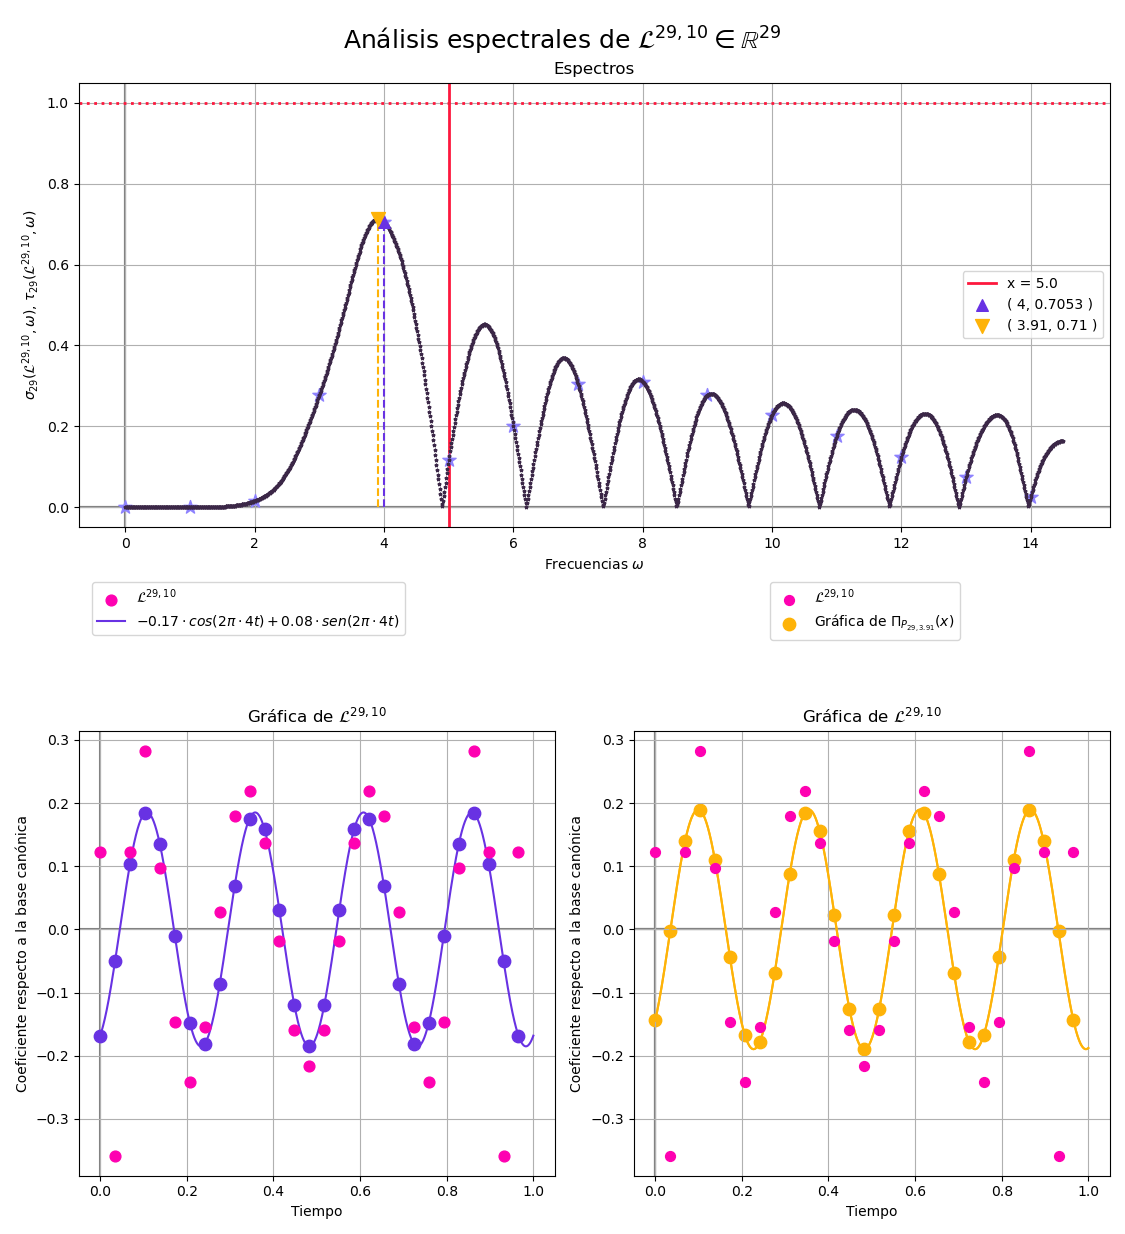 Análisis espectrales de $\mathcal{L}^{29,10} \in \mathbb{R}^{29}$
Espectros
$\sigma_{29}(\mathcal{L}^{29,10}, \omega)$, $\tau_{29}(\mathcal{L}^{29,10}, \omega)$
1.0
0.8
0.6
0.4
0.2
0.0
x = 5.0
( 4, 0.7053 )
( 3.91, 0.71 )
0 2 4 6 8 10 12 14
Frecuencias $\omega$
$\mathcal{L}^{29,10}$
$-0.17 \cdot cos(2\pi \cdot 4t) + 0.08 \cdot sen(2\pi \cdot 4t)$
$\mathcal{L}^{29,10}$
Gráfica de $\Pi_{P_{29,3.91}}(x)$
Gráfica de $\mathcal{L}^{29,10}$
Coeficiente respecto a la base canónica
0.3
0.2
0.1
0.0
−0.1
−0.2
−0.3
0.0 0.2 0.4 0.6 0.8 1.0
Tiempo
Gráfica de $\mathcal{L}^{29,10}$
Coeficiente respecto a la base canónica
0.3
0.2
0.1
0.0
−0.1
−0.2
−0.3
0.0 0.2 0.4 0.6 0.8 1.0
Tiempo